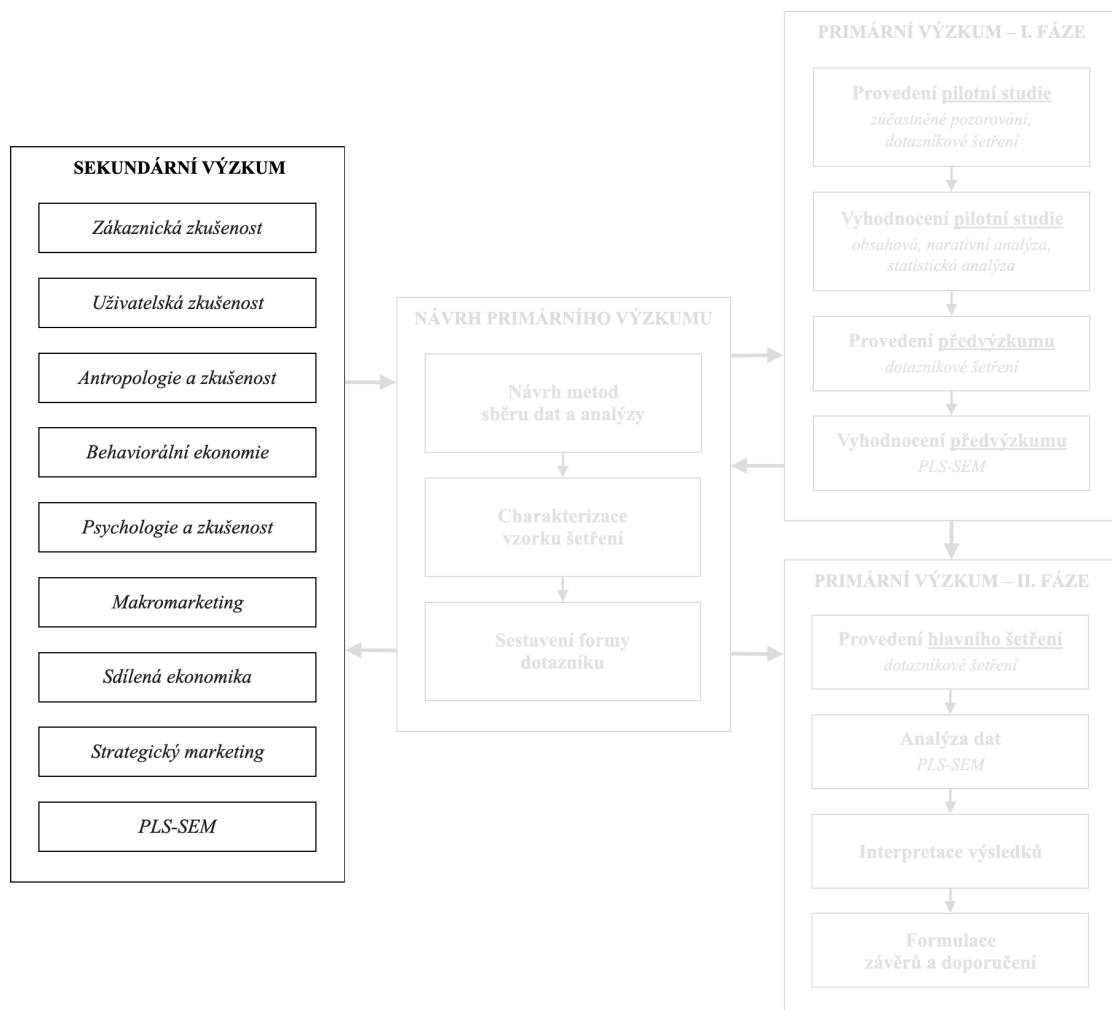 SEKUNDÁRNÍ VÝZKUM
Zákaznická zkušenost
Uživatelská zkušenost
Antropologie a zkušenost
Behaviorální ekonomie
Psychologie a zkušenost
Makromarketing
Sdílená ekonomika
Strategický marketing
PLS-SEM
NÁVRH PRIMÁRNÍHO VÝZKUMU
Návrh metod
sběru dat a analýzy
Charakterizace
vzorku šetření
Sestavení formy
dotazníku
PRIMÁRNÍ VÝZKUM – I. FÁZE
Provedení pilotní studie
zúčastněné pozorování,
dotazníkové šetření
Vyhodnocení pilotní studie
obsahová, narativní analýza,
statistická analýza
Provedení předvýzkumu
dotazníkové šetření
Vyhodnocení předvýzkumu
PLS-SEM
PRIMÁRNÍ VÝZKUM – II. FÁZE
Provedení hlavního šetření
dotazníkové šetření
Analýza dat
PLS-SEM
Interpretace výsledků
Formulace
závěrů a doporučení